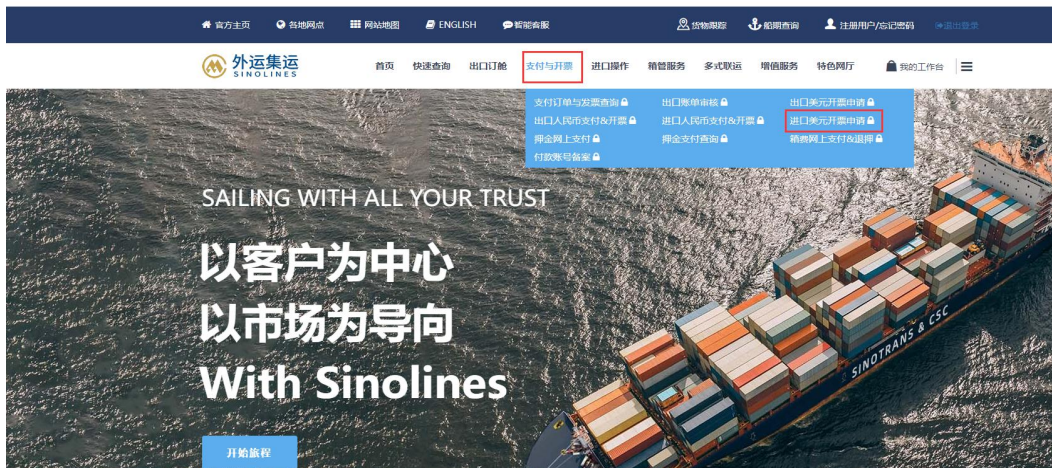 官方主页 各地网点 网站地图 ENGLISH 智能客服 货物跟踪 船期查询 注册用户/忘记密码 退出登录
外运集运
SINOLINES
首页 快速查询 出口订舱 支付与开票 进口操作 箱管服务 多式联运 增值服务 特色网厅 我的工作台
支付订单与发票查询 出口账单审核 出口美元开票申请
出口人民币支付&开票 进口人民币支付&开票 进口美元开票申请
押金网上支付 押金支付查询 箱费网上支付&退押
付款账号备案
SAILING WITH ALL YOUR TRUST
以客户为中心
以市场为导向
With Sinolines
SINOTRANS & CSC
开始旅程